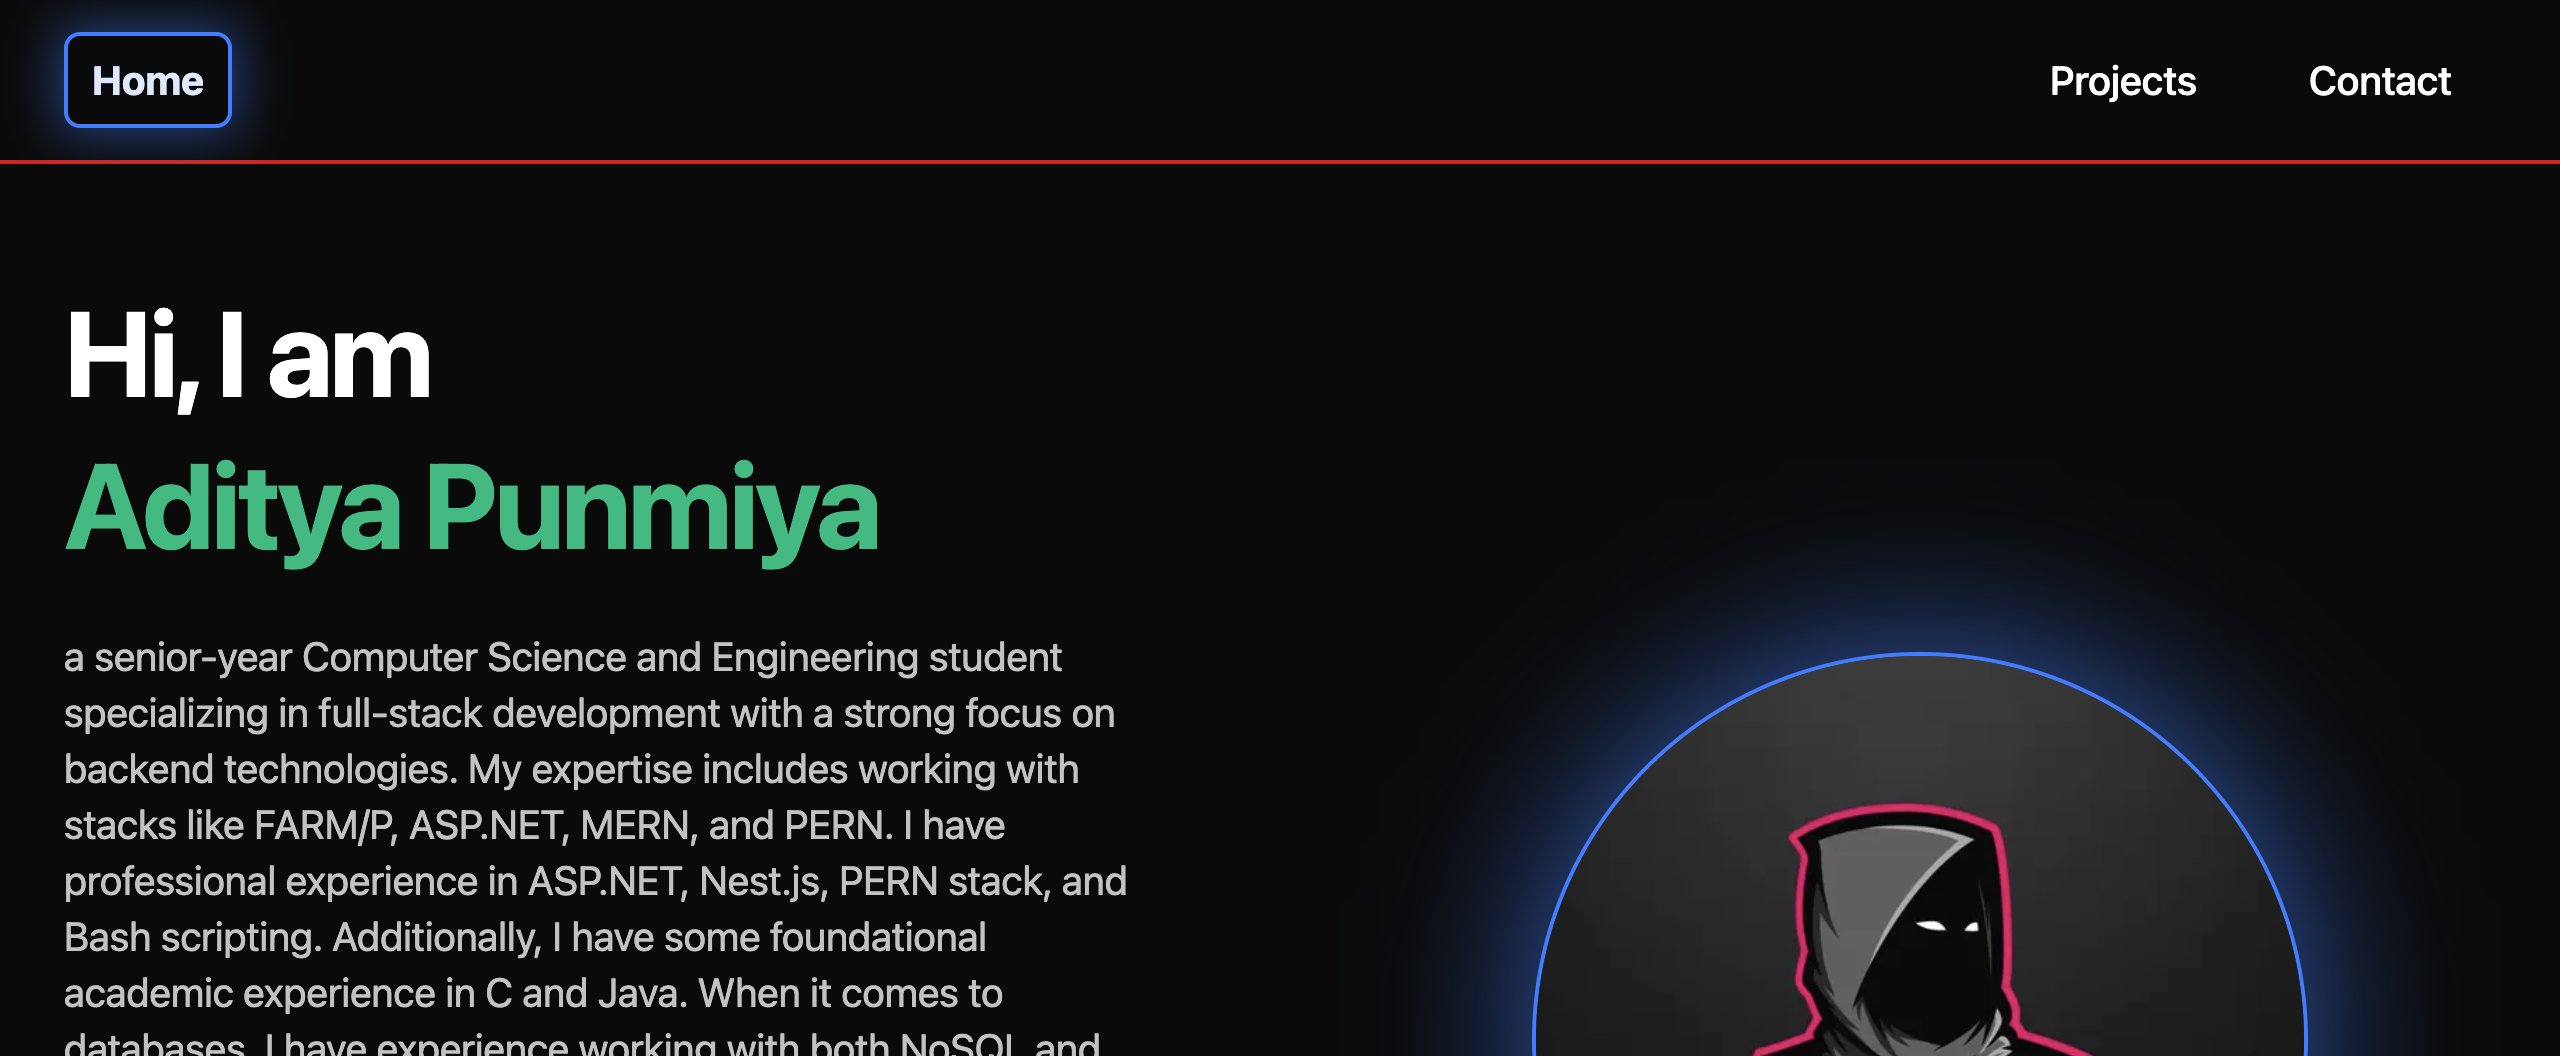 Home
Projects
Contact
Hi, I am
Aditya Punmiya
a senior-year Computer Science and Engineering student
specializing in full-stack development with a strong focus on
backend technologies. My expertise includes working with
stacks like FARM/P, ASP.NET, MERN, and PERN. I have
professional experience in ASP.NET, Nest.js, PERN stack, and
Bash scripting. Additionally, I have some foundational
academic experience in C and Java. When it comes to
databases, I have experience working with both NoSQL and